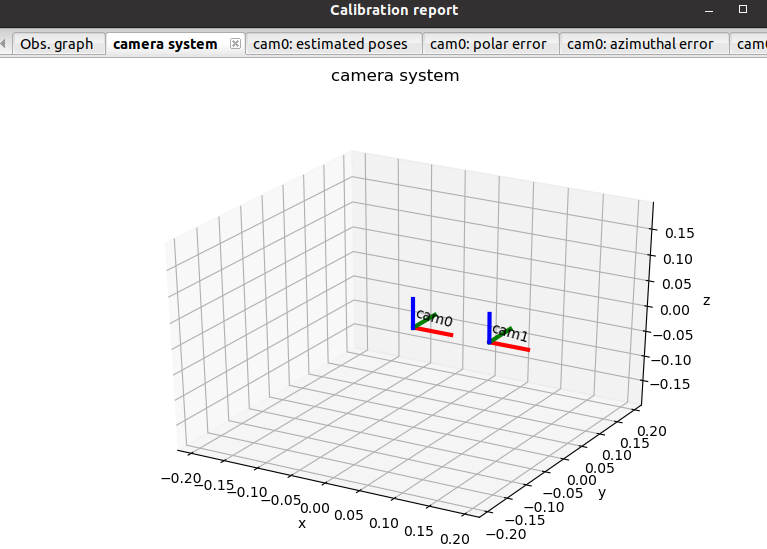 Calibration report
Obs. graph
camera system
cam0: estimated poses
cam0: polar error
cam0: azimuthal error
cam
camera system
cam0
cam1
0.15
0.10
0.05
0.00
−0.05
−0.10
−0.15
z
−0.20
−0.15
−0.10
−0.05
0.00
0.05
0.10
0.15
0.20
x
−0.20
−0.15
−0.10
−0.05
0.00
0.05
0.10
0.15
0.20
y